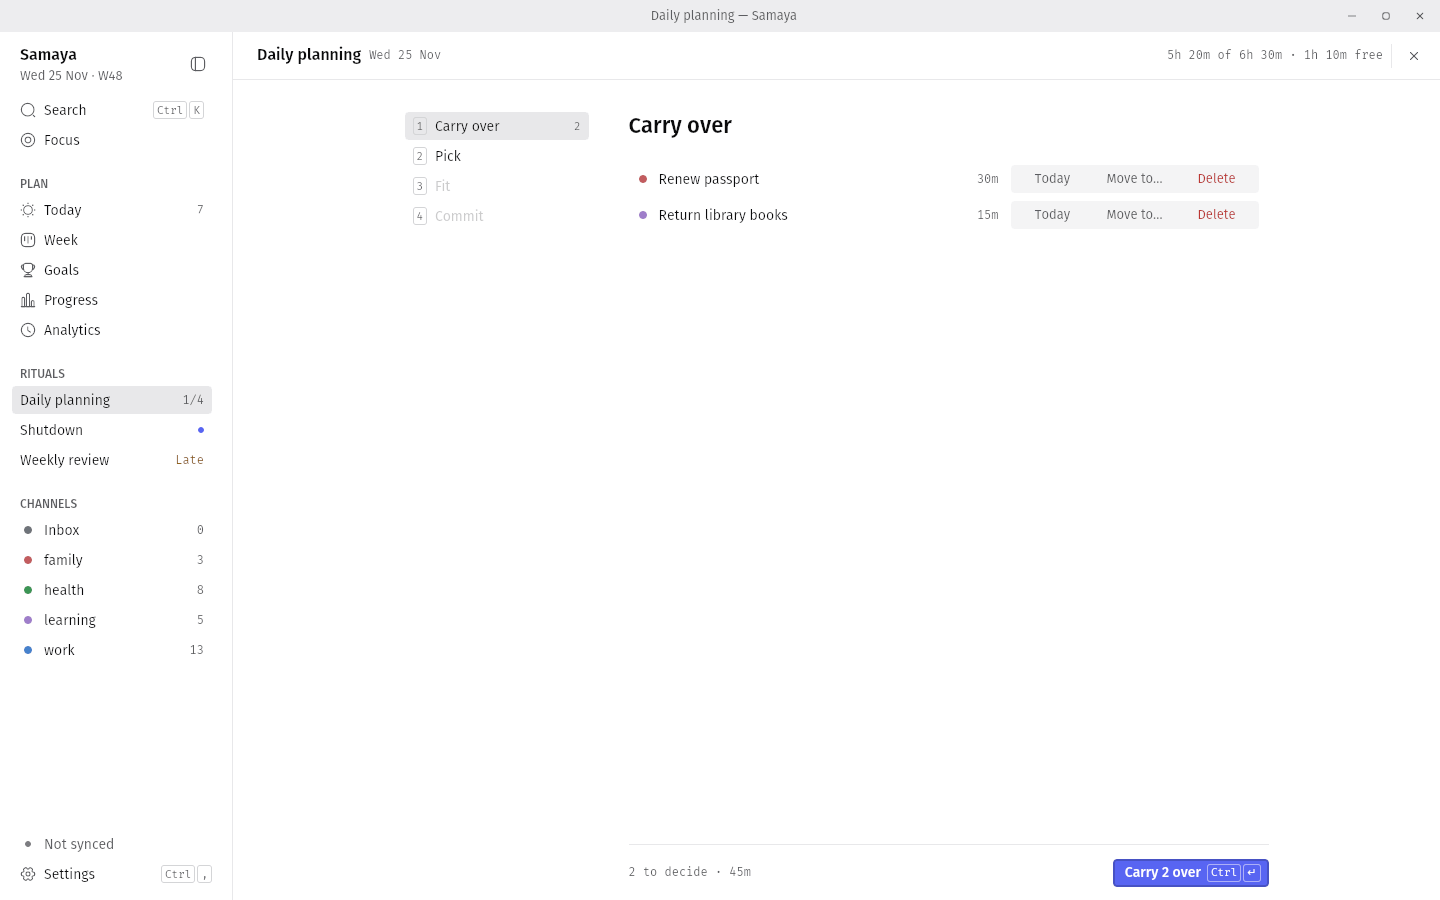 Daily planning — Samaya
Samaya
Wed 25 Nov · W48
Search Ctrl K
Focus
PLAN
Today 7
Week
Goals
Progress
Analytics
RITUALS
Daily planning 1/4
Shutdown
Weekly review Late
CHANNELS
Inbox 0
family 3
health 8
learning 5
work 13
Not synced
Settings Ctrl ,
Daily planning Wed 25 Nov
5h 20m of 6h 30m · 1h 10m free
1 Carry over 2
2 Pick
3 Fit
4 Commit
Carry over
Renew passport 30m Today Move to... Delete
Return library books 15m Today Move to... Delete
2 to decide · 45m
Carry 2 over Ctrl ↵